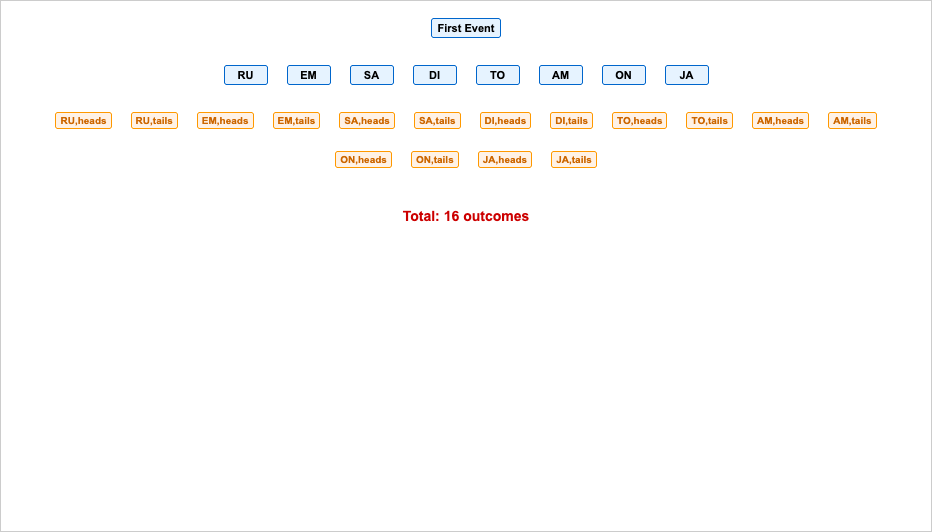 First Event
RU EM SA DI TO AM ON JA
RU,heads RU,tails EM,heads EM,tails SA,heads SA,tails DI,heads DI,tails TO,heads TO,tails AM,heads AM,tails
ON,heads ON,tails JA,heads JA,tails
Total: 16 outcomes